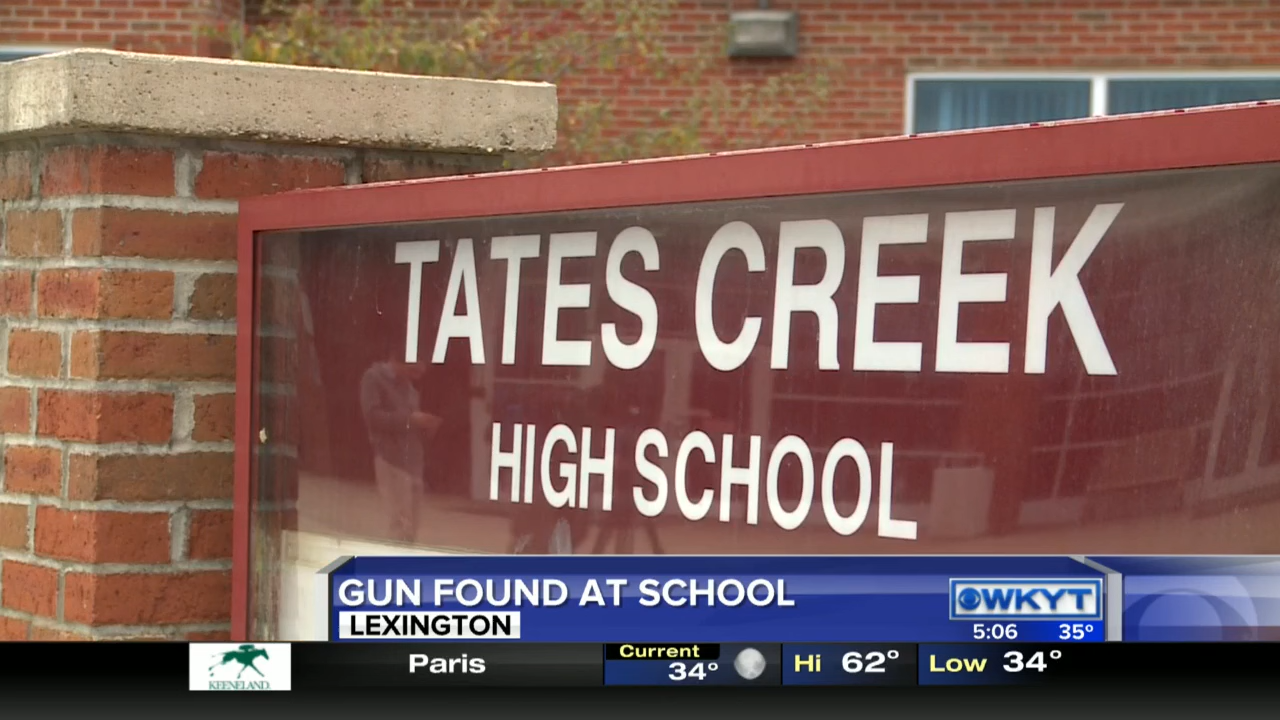 TATES CREEK
HIGH SCHOOL
GUN FOUND AT SCHOOL
LEXINGTON
WKYT
5:06 35°
KEENELAND
Paris
Current
34°
Hi 62°
Low 34°